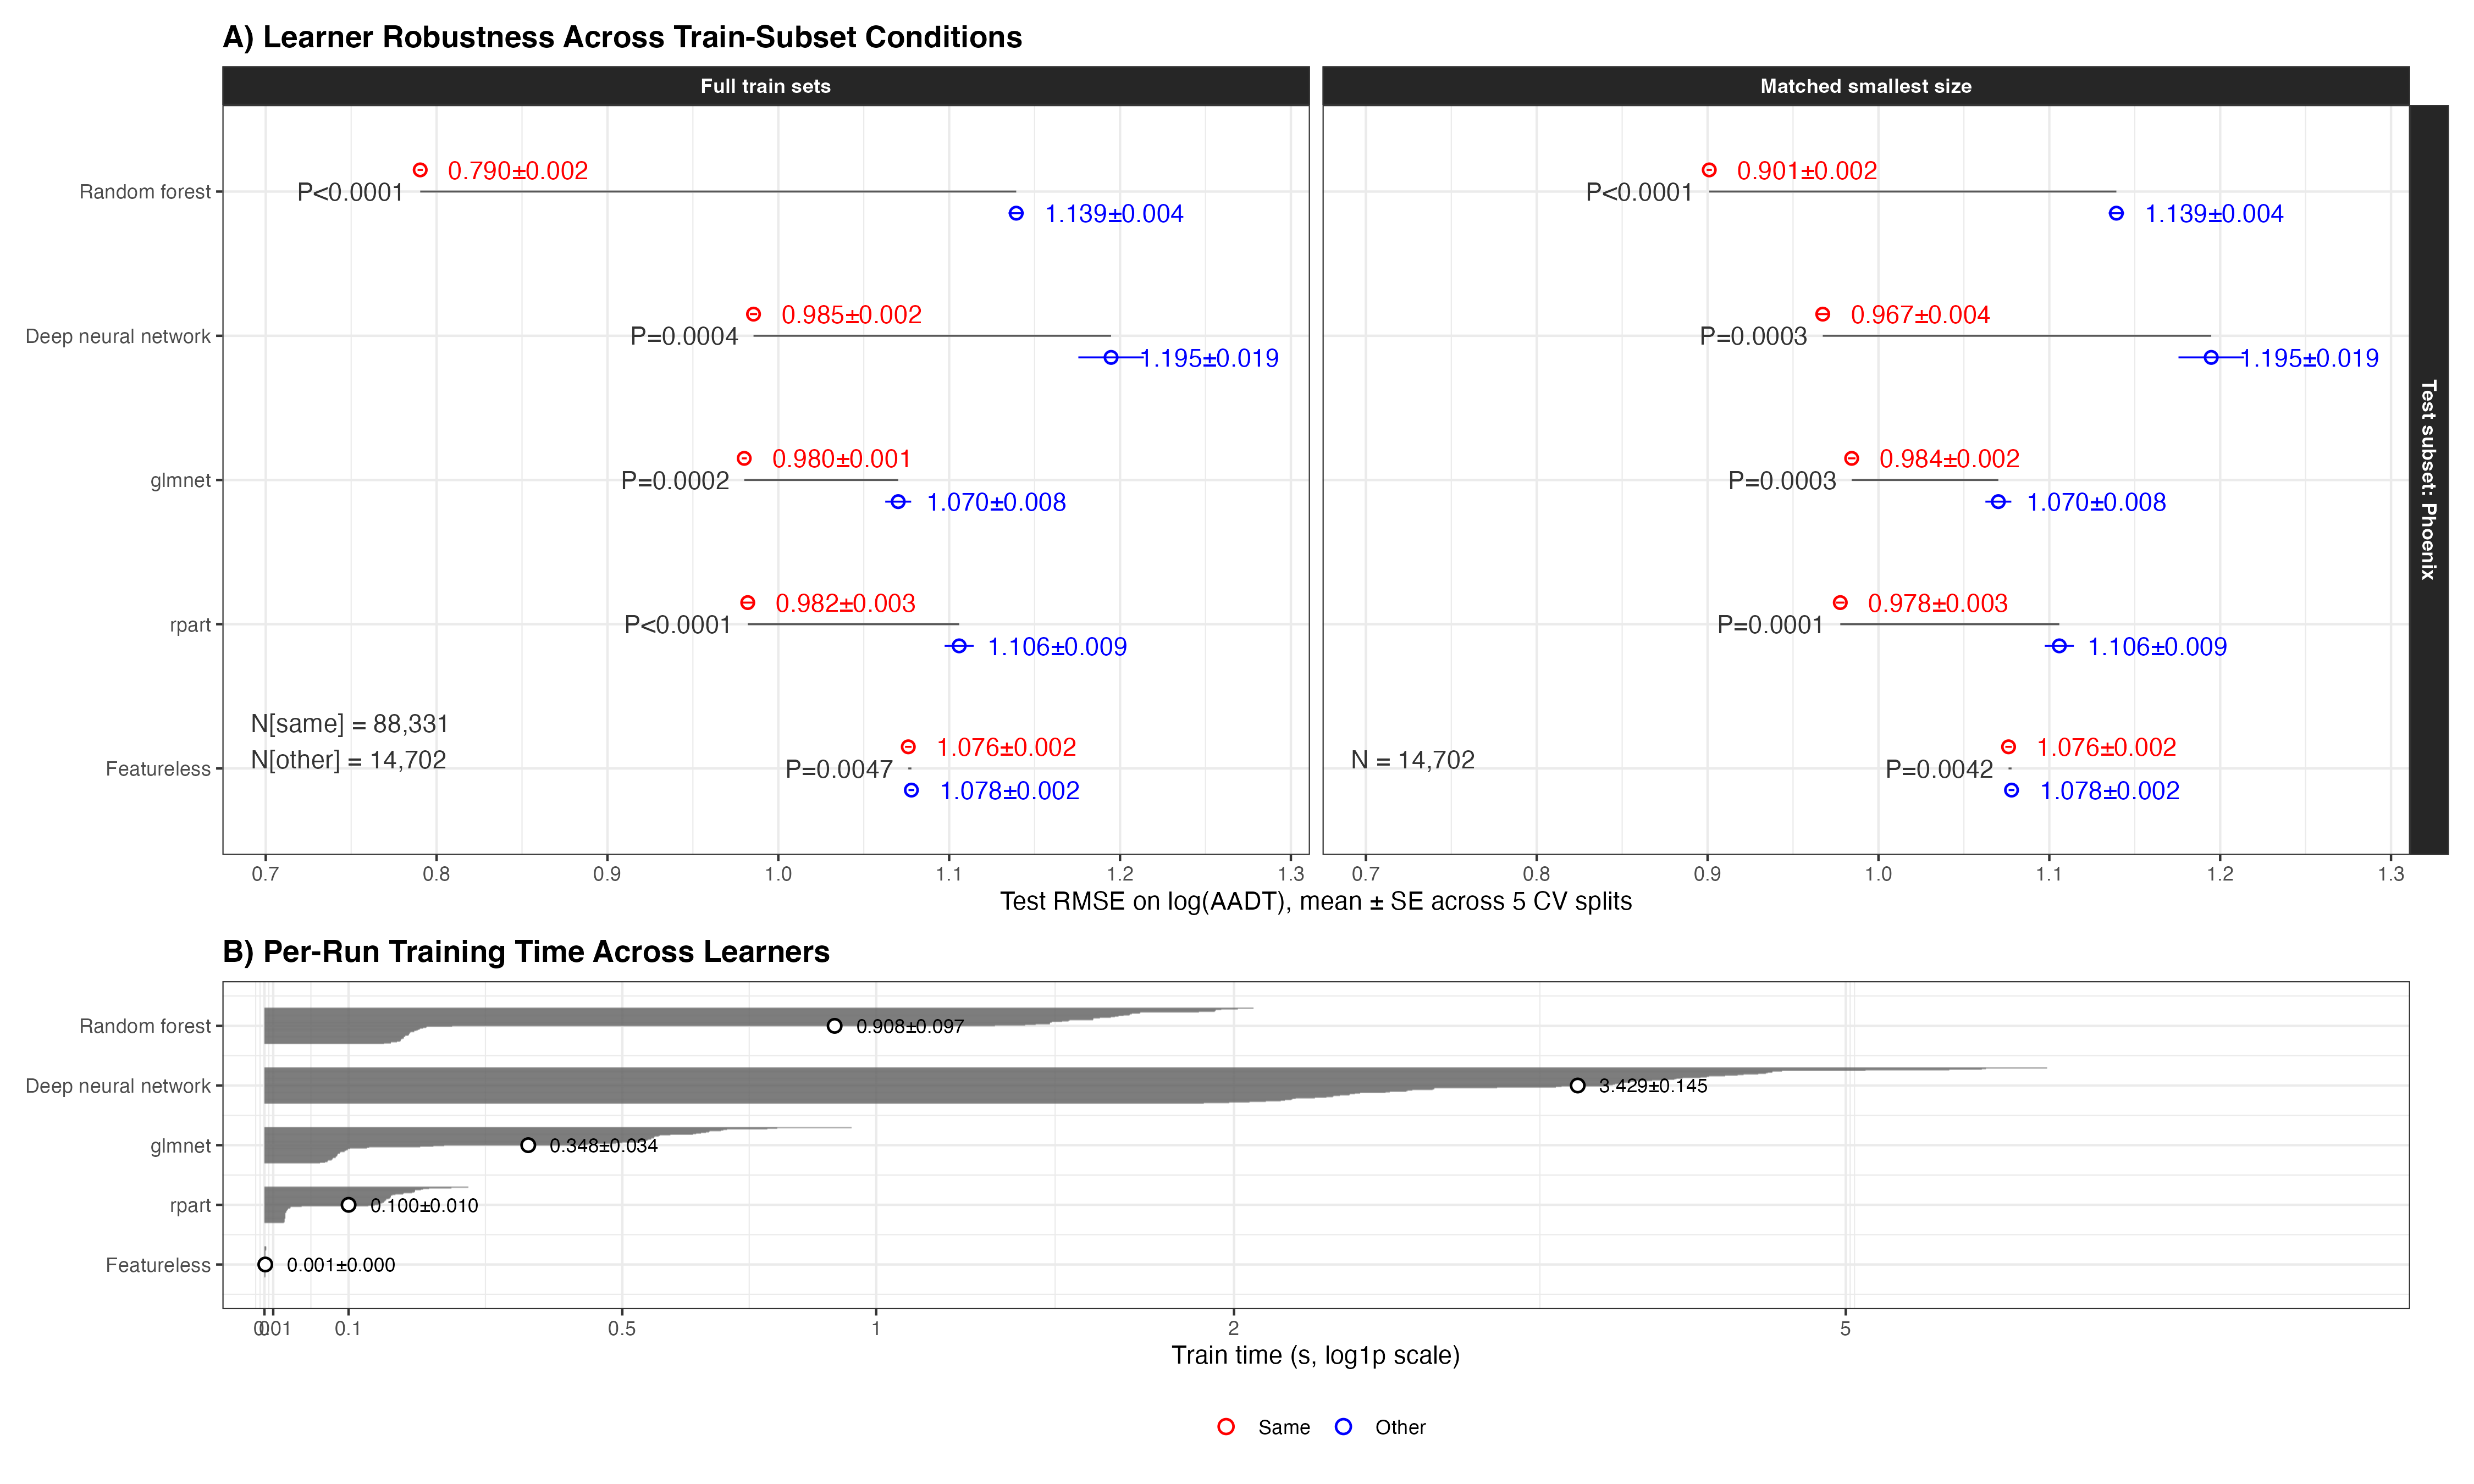 A) Learner Robustness Across Train-Subset Conditions
Full train sets
Matched smallest size
Test subset: Phoenix
Random forest
P<0.0001
0.790±0.002
1.139±0.004
P<0.0001
0.901±0.002
1.139±0.004
Deep neural network
P=0.0004
0.985±0.002
1.195±0.019
P=0.0003
0.967±0.004
1.195±0.019
glmnet
P=0.0002
0.980±0.001
1.070±0.008
P=0.0003
0.984±0.002
1.070±0.008
rpart
P<0.0001
0.982±0.003
1.106±0.009
P=0.0001
0.978±0.003
1.106±0.009
N[same] = 88,331
N[other] = 14,702
Featureless
P=0.0047
1.076±0.002
1.078±0.002
N = 14,702
P=0.0042
1.076±0.002
1.078±0.002
0.7 0.8 0.9 1.0 1.1 1.2 1.3
0.7 0.8 0.9 1.0 1.1 1.2 1.3
Test RMSE on log(AADT), mean ± SE across 5 CV splits
B) Per-Run Training Time Across Learners
Random forest
0.908±0.097
Deep neural network
3.429±0.145
glmnet
0.348±0.034
rpart
0.100±0.010
Featureless
0.001±0.000
0 0.01 0.1 0.5 1 2 5
Train time (s, log1p scale)
Same Other